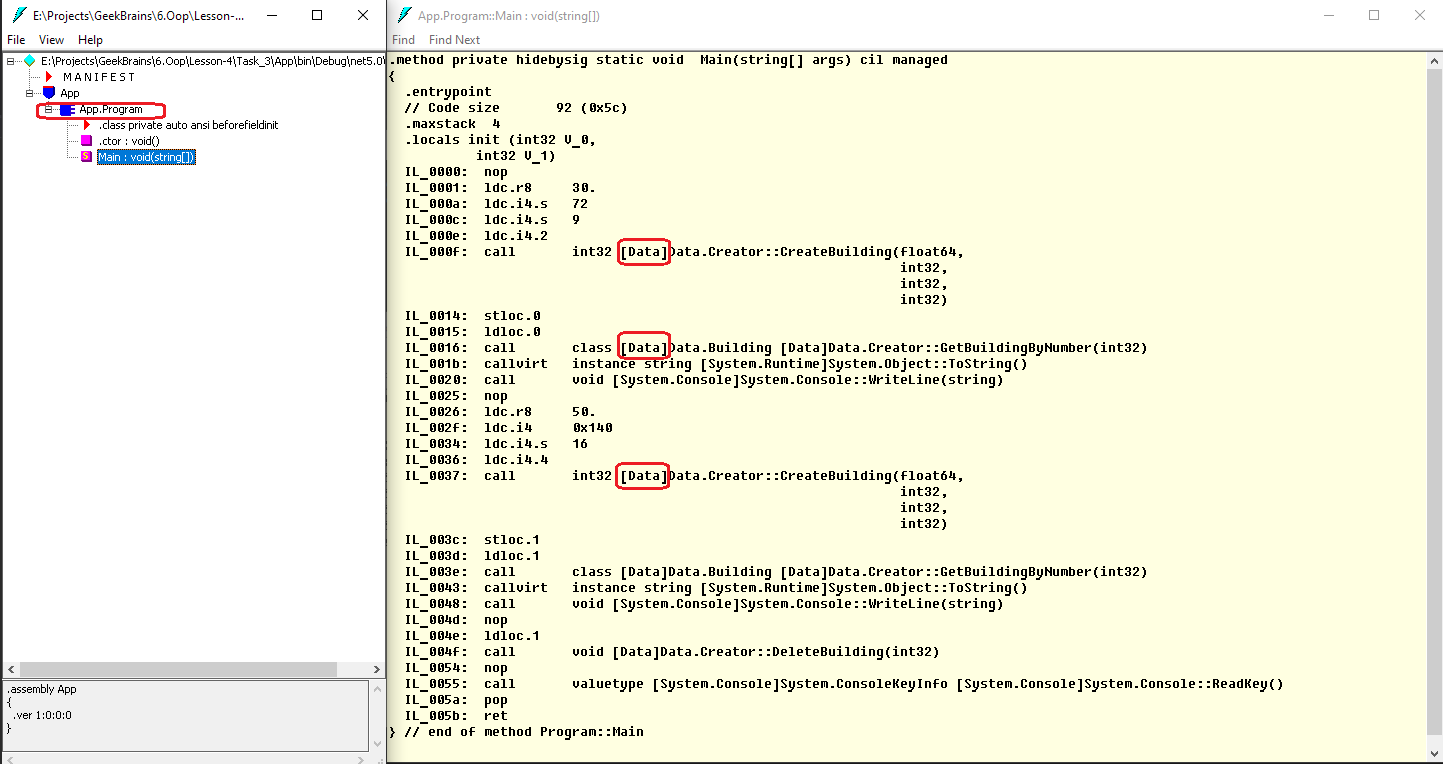 E:\Projects\GeekBrains\6.Oop\Lesson-...
File View Help
E:\Projects\GeekBrains\6.Oop\Lesson-4\Task_3\App\bin\Debug\net5.0\
M A N I F E S T
App
App.Program
.class private auto ansi beforefieldinit
.ctor : void()
S Main : void(string[])
.assembly App
{
.ver 1:0:0:0
}
App.Program::Main : void(string[])
Find Find Next
.method private hidebysig static void  Main(string[] args) cil managed
{
  .entrypoint
  // Code size       92 (0x5c)
  .maxstack  4
  .locals init (int32 V_0,
           int32 V_1)
  IL_0000:  nop
  IL_0001:  ldc.r8     30.
  IL_000a:  ldc.i4.s   72
  IL_000c:  ldc.i4.s   9
  IL_000e:  ldc.i4.2
  IL_000f:  call       int32 [Data]Data.Creator::CreateBuilding(float64,
                                                                int32,
                                                                int32,
                                                                int32)
  IL_0014:  stloc.0
  IL_0015:  ldloc.0
  IL_0016:  call       class [Data]Data.Building [Data]Data.Creator::GetBuildingByNumber(int32)
  IL_001b:  callvirt   instance string [System.Runtime]System.Object::ToString()
  IL_0020:  call       void [System.Console]System.Console::WriteLine(string)
  IL_0025:  nop
  IL_0026:  ldc.r8     50.
  IL_002f:  ldc.i4     0x140
  IL_0034:  ldc.i4.s   16
  IL_0036:  ldc.i4.4
  IL_0037:  call       int32 [Data]Data.Creator::CreateBuilding(float64,
                                                                int32,
                                                                int32,
                                                                int32)
  IL_003c:  stloc.1
  IL_003d:  ldloc.1
  IL_003e:  call       class [Data]Data.Building [Data]Data.Creator::GetBuildingByNumber(int32)
  IL_0043:  callvirt   instance string [System.Runtime]System.Object::ToString()
  IL_0048:  call       void [System.Console]System.Console::WriteLine(string)
  IL_004d:  nop
  IL_004e:  ldloc.1
  IL_004f:  call       void [Data]Data.Creator::DeleteBuilding(int32)
  IL_0054:  nop
  IL_0055:  call       valuetype [System.Console]System.ConsoleKeyInfo [System.Console]System.Console::ReadKey()
  IL_005a:  pop
  IL_005b:  ret
} // end of method Program::Main